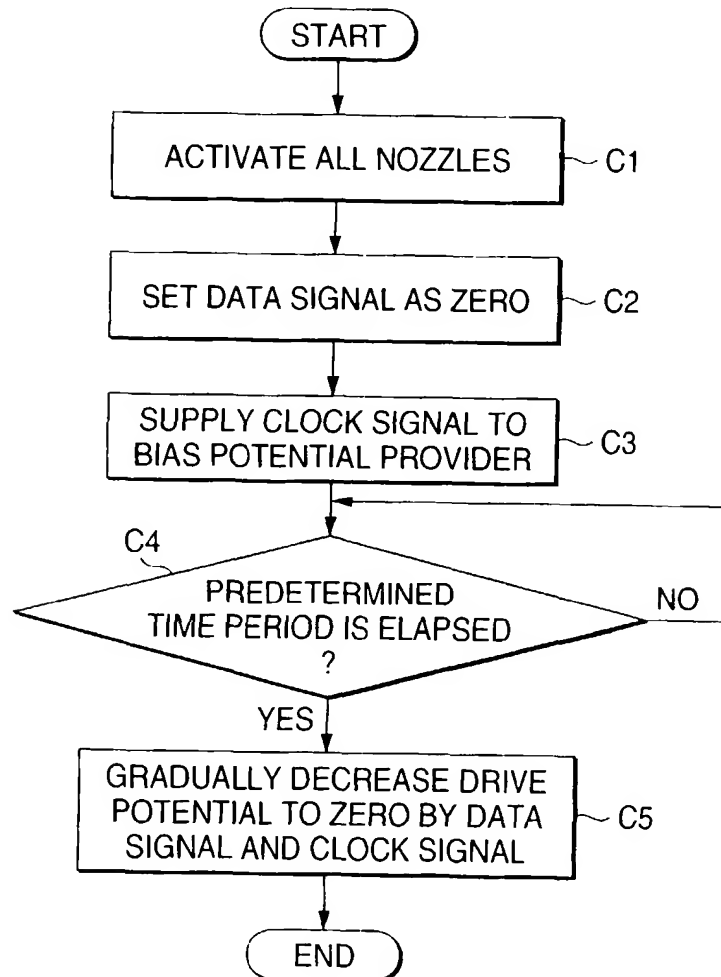 START
ACTIVATE ALL NOZZLES
C1
SET DATA SIGNAL AS ZERO
C2
SUPPLY CLOCK SIGNAL TO
BIAS POTENTIAL PROVIDER
C3
C4
PREDETERMINED
TIME PERIOD IS ELAPSED
?
NO
YES
GRADUALLY DECREASE DRIVE
POTENTIAL TO ZERO BY DATA
SIGNAL AND CLOCK SIGNAL
C5
END